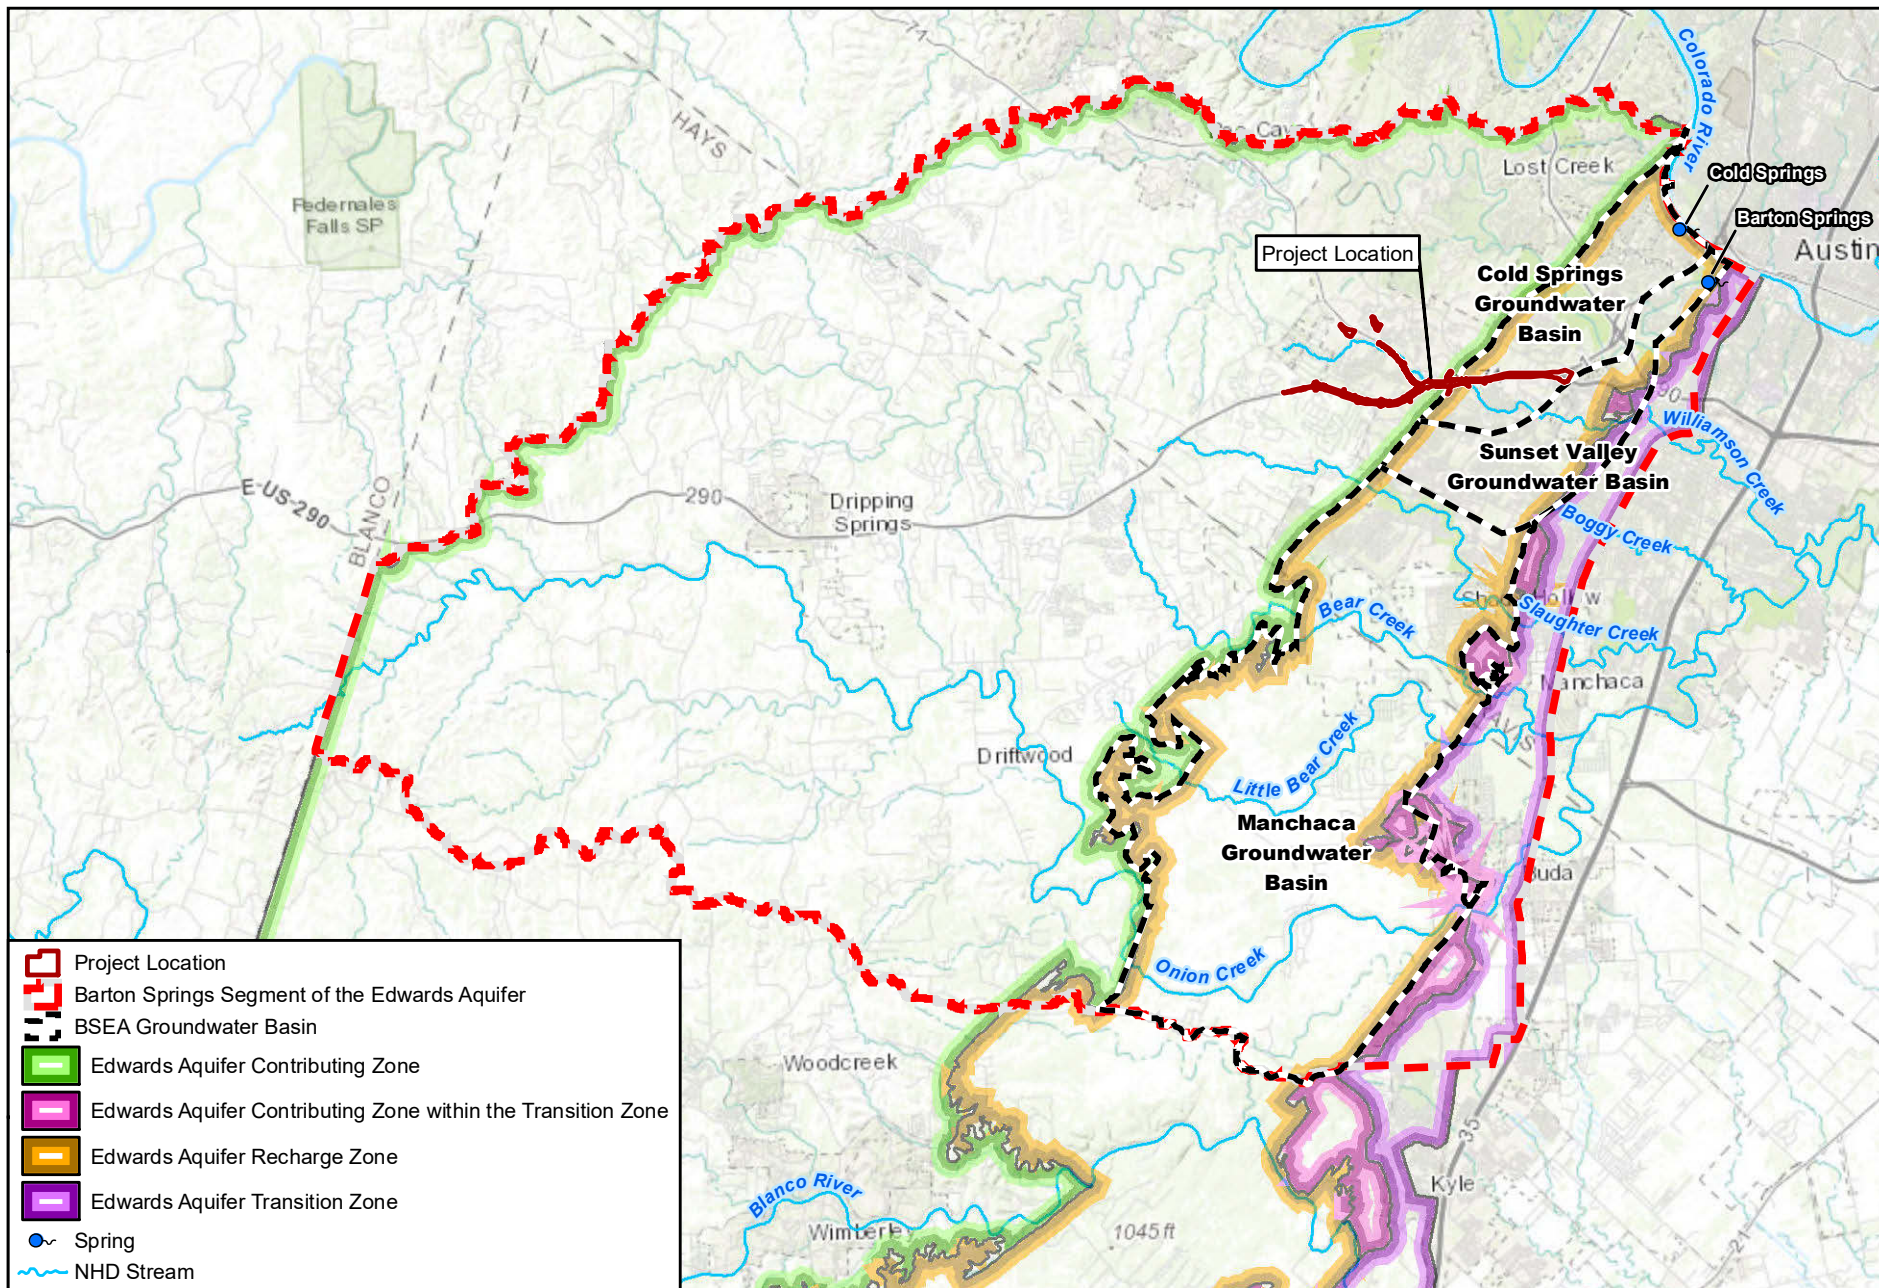 71
Colorado River
HAYS
Lost Creek
Cold Springs
Pedernales
Falls SP
Barton Springs
Austin
Project Location
Cold Springs
Groundwater
Basin
Williamson Creek
Sunset Valley
Groundwater Basin
E-US-290
290
Dripping
Springs
BLANCO
Boggy Creek
Bear Creek
Slaughter Creek
Manchaca
Driftwood
Little Bear Creek
Manchaca
Groundwater
Basin
Buda
Onion Creek
Project Location
Barton Springs Segment of the Edwards Aquifer
BSEA Groundwater Basin
Edwards Aquifer Contributing Zone
Edwards Aquifer Contributing Zone within the Transition Zone
Edwards Aquifer Recharge Zone
Edwards Aquifer Transition Zone
Spring
NHD Stream
Woodcreek
35
Kyle
Blanco River
Wimberley
1045 ft
21